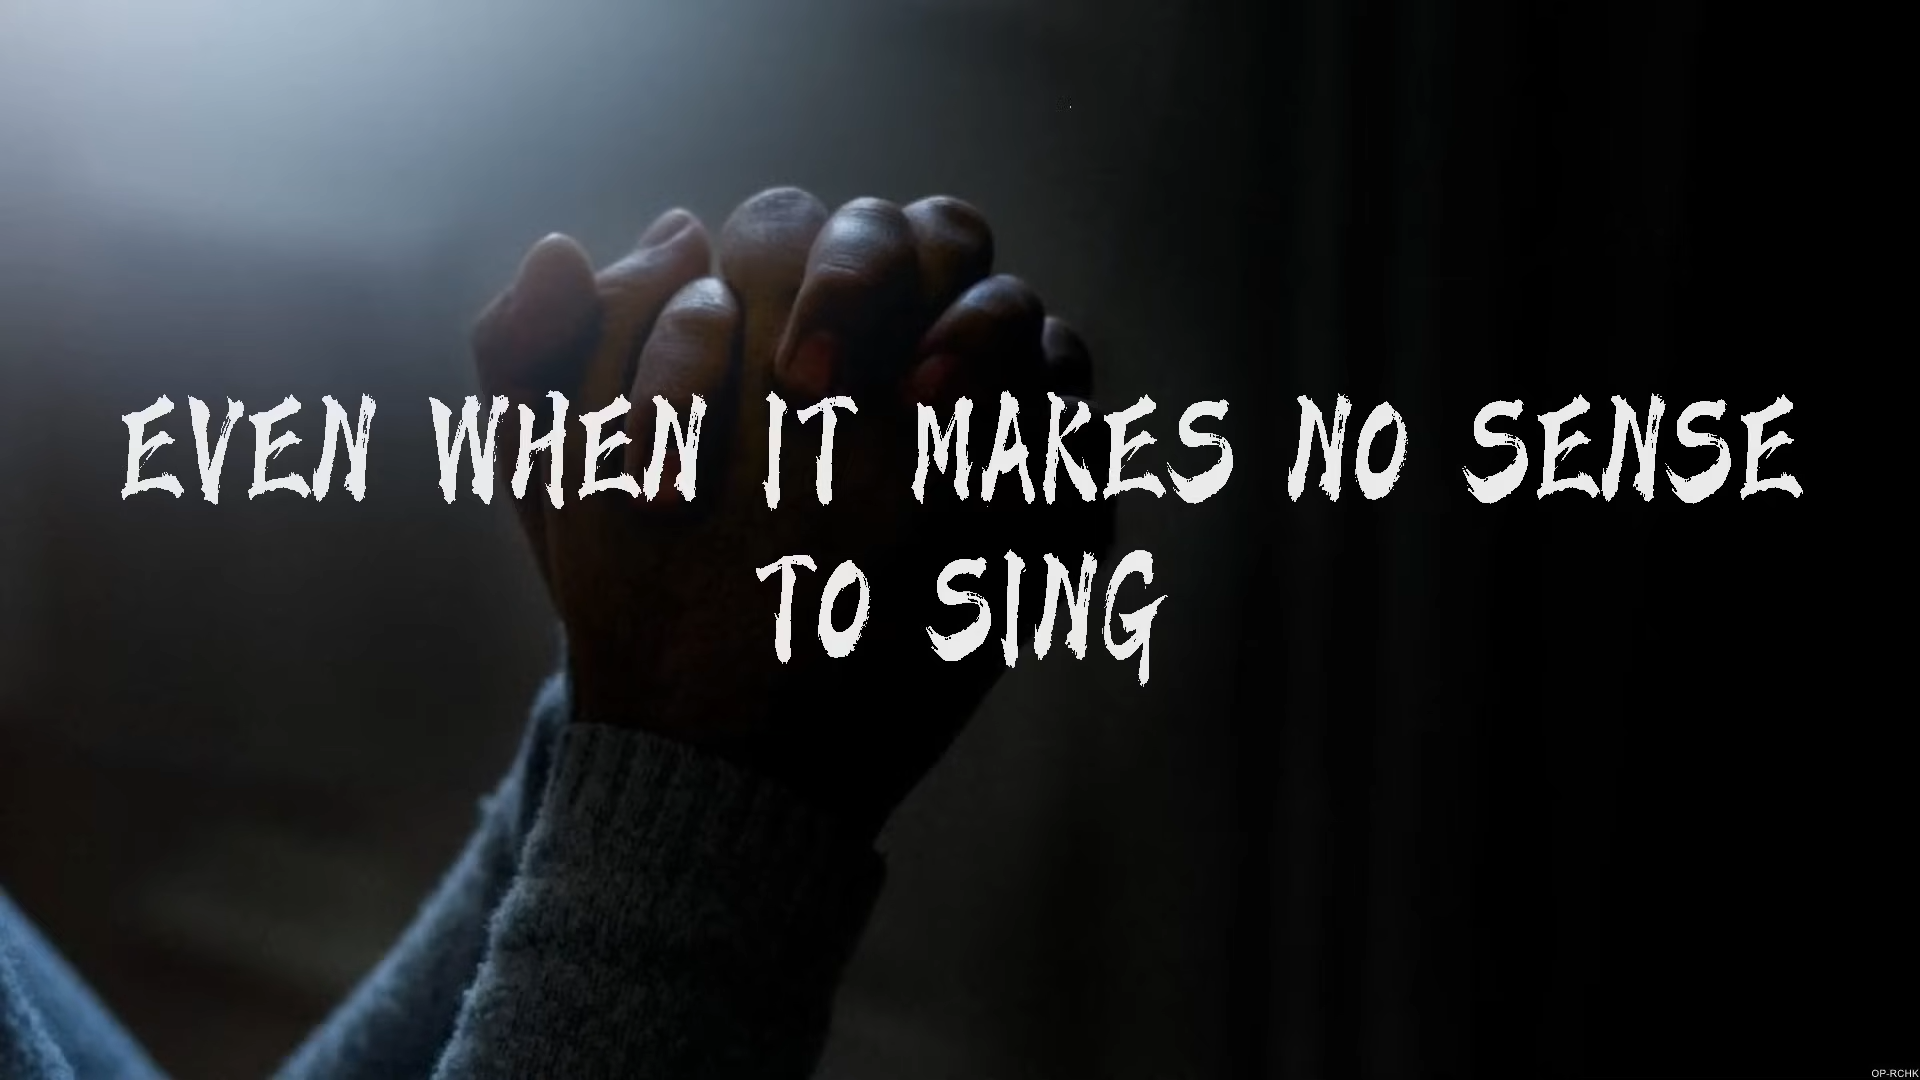 EVEN WHEN IT MAKES NO SENSE
TO SING
OP-RCHK